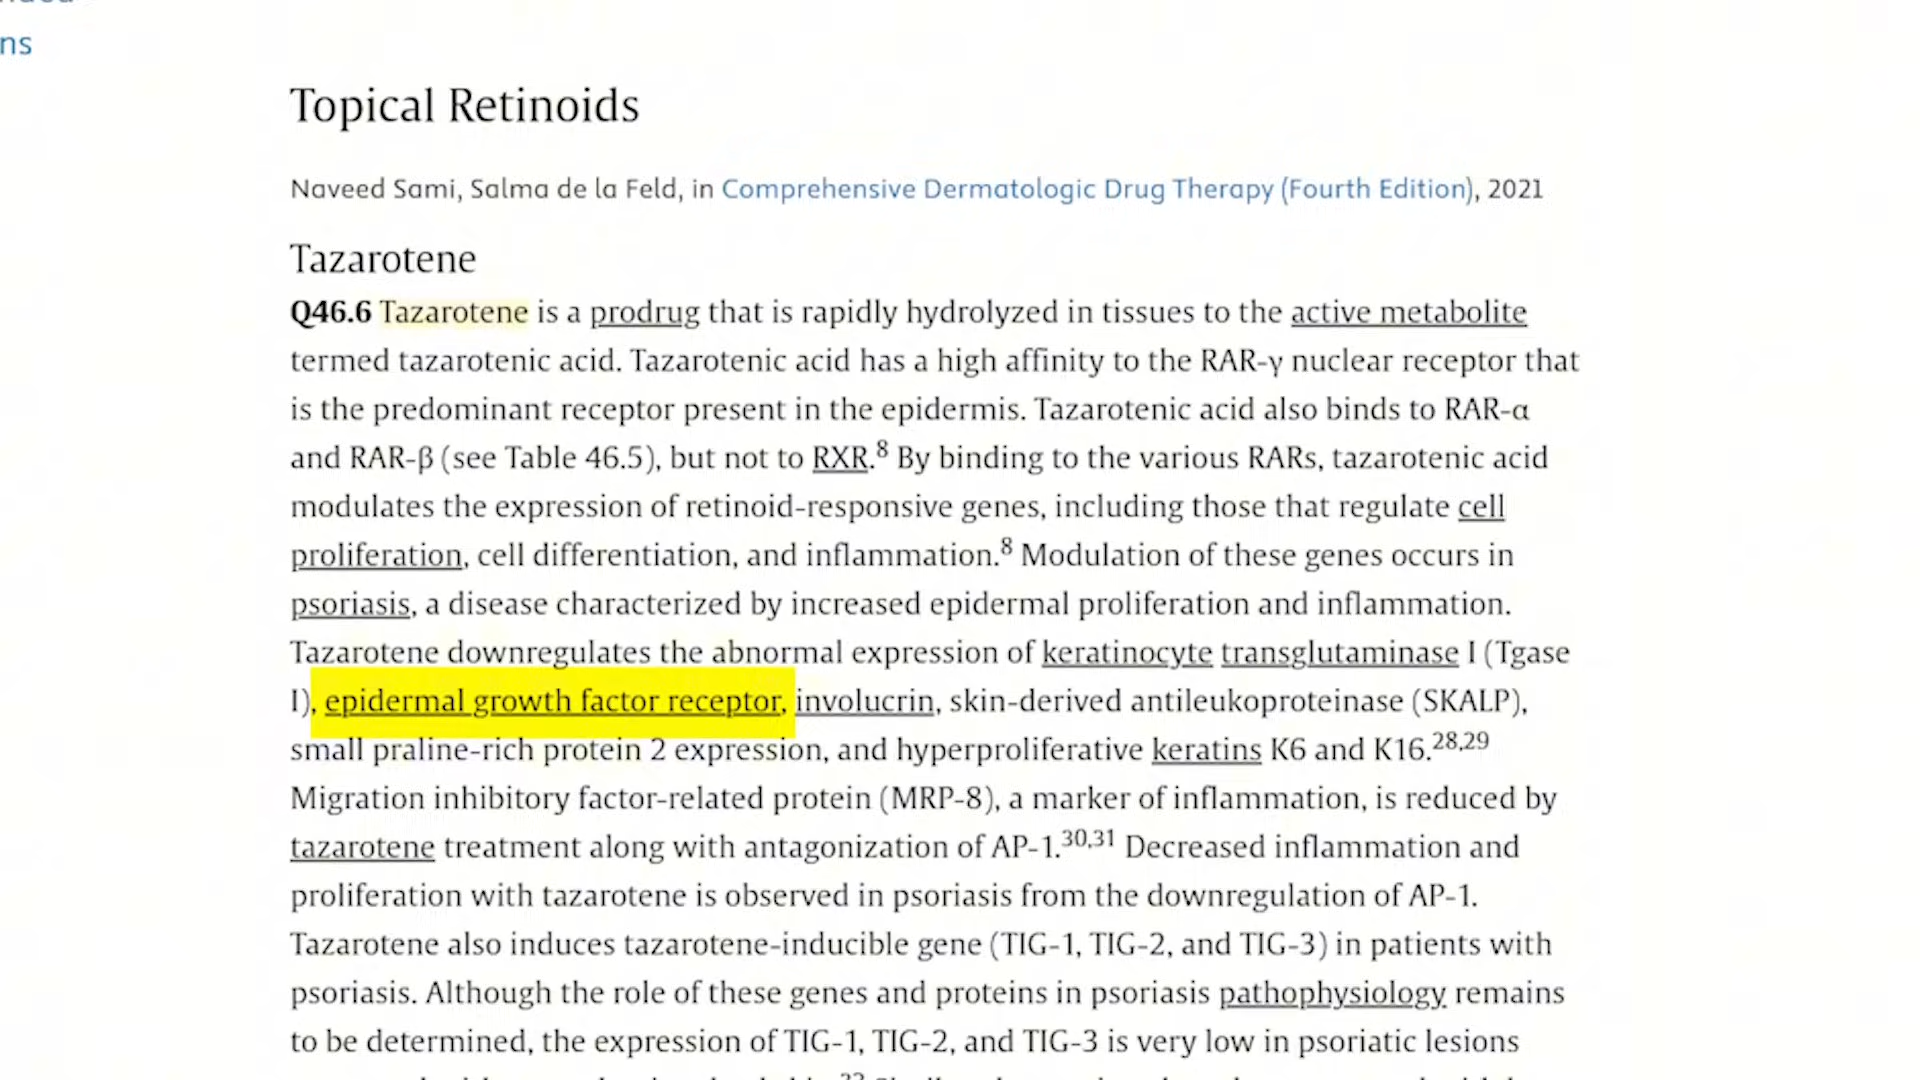 ns
Topical Retinoids
Naveed Sami, Salma de la Feld, in Comprehensive Dermatologic Drug Therapy (Fourth Edition), 2021
Tazarotene
Q46.6 Tazarotene is a prodrug that is rapidly hydrolyzed in tissues to the active metabolite
termed tazarotenic acid. Tazarotenic acid has a high affinity to the RAR-γ nuclear receptor that
is the predominant receptor present in the epidermis. Tazarotenic acid also binds to RAR-α
and RAR-β (see Table 46.5), but not to RXR.8 By binding to the various RARs, tazarotenic acid
modulates the expression of retinoid-responsive genes, including those that regulate cell
proliferation, cell differentiation, and inflammation.8 Modulation of these genes occurs in
psoriasis, a disease characterized by increased epidermal proliferation and inflammation.
Tazarotene downregulates the abnormal expression of keratinocyte transglutaminase I (Tgase
I), epidermal growth factor receptor, involucrin, skin-derived antileukoproteinase (SKALP),
small praline-rich protein 2 expression, and hyperproliferative keratins K6 and K16.28,29
Migration inhibitory factor-related protein (MRP-8), a marker of inflammation, is reduced by
tazarotene treatment along with antagonization of AP-1.30,31 Decreased inflammation and
proliferation with tazarotene is observed in psoriasis from the downregulation of AP-1.
Tazarotene also induces tazarotene-inducible gene (TIG-1, TIG-2, and TIG-3) in patients with
psoriasis. Although the role of these genes and proteins in psoriasis pathophysiology remains
to be determined, the expression of TIG-1, TIG-2, and TIG-3 is very low in psoriatic lesions